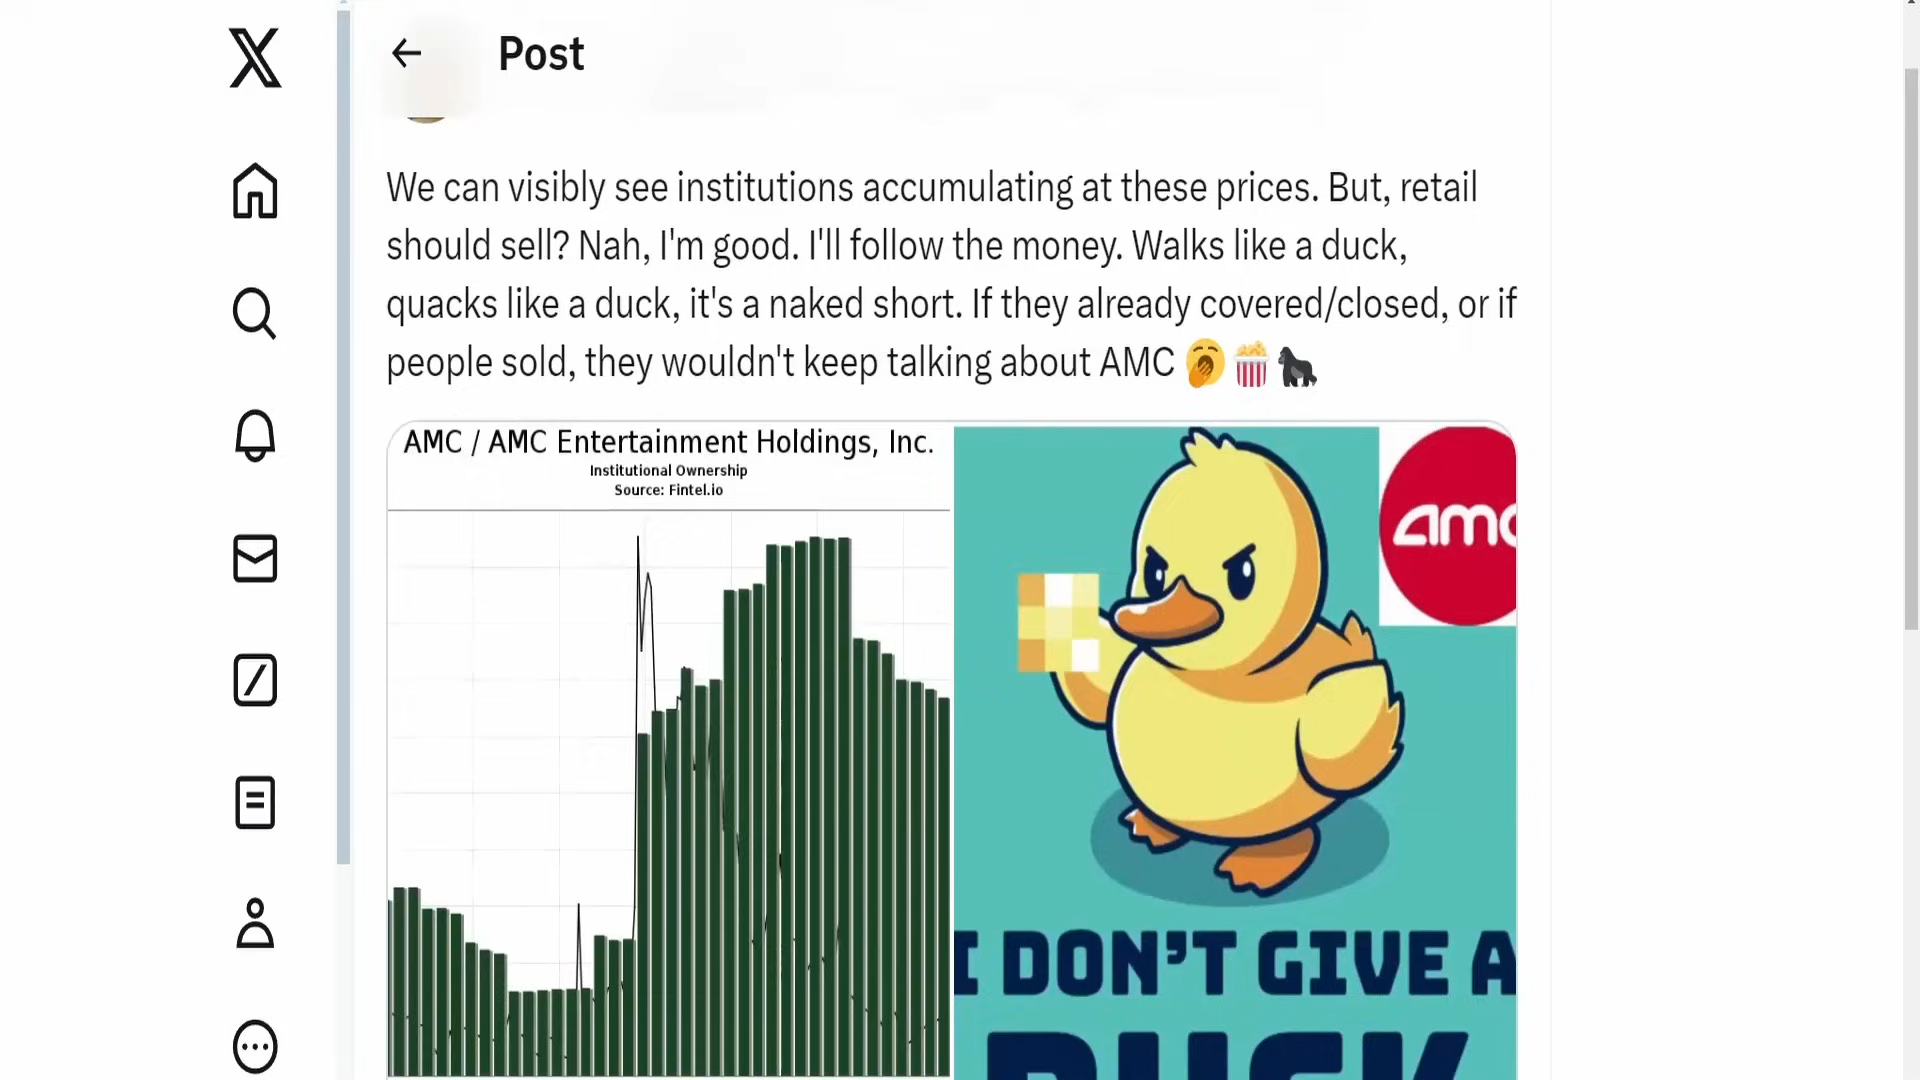 Post
We can visibly see institutions accumulating at these prices. But, retail
should sell? Nah, I'm good. I'll follow the money. Walks like a duck,
quacks like a duck, it's a naked short. If they already covered/closed, or if
people sold, they wouldn't keep talking about AMC 🥱🍿🦍
AMC / AMC Entertainment Holdings, Inc.
Institutional Ownership
Source: Fintel.io
amc
I DON'T GIVE A
DUCK